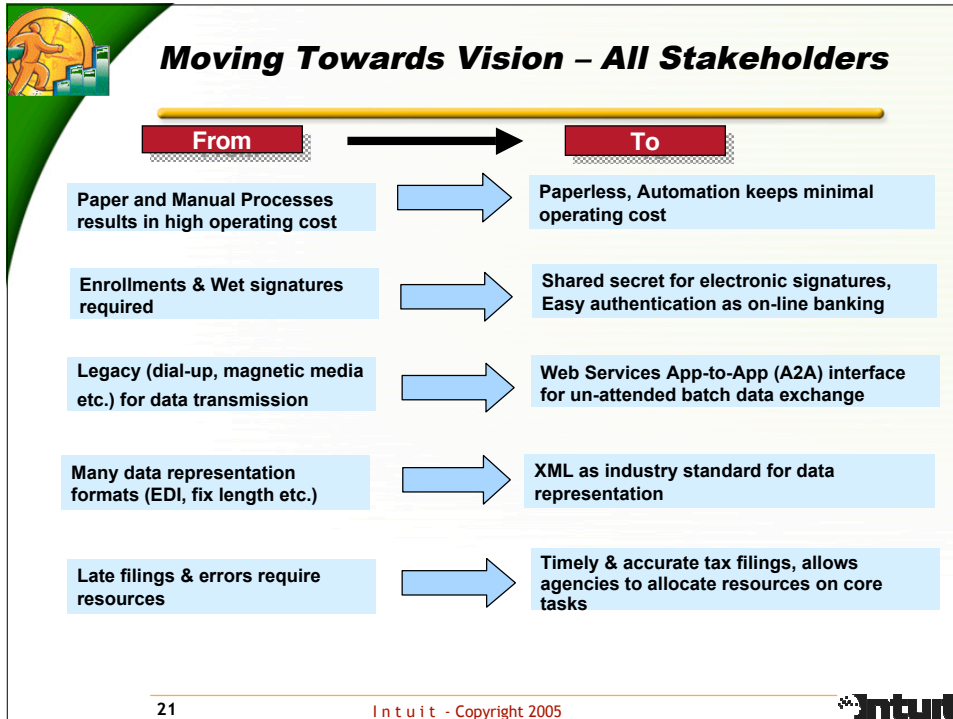 Moving Towards Vision – All Stakeholders
From
To
Paper and Manual Processes
results in high operating cost
Paperless, Automation keeps minimal
operating cost
Enrollments & Wet signatures
required
Shared secret for electronic signatures,
Easy authentication as on-line banking
Legacy (dial-up, magnetic media
etc.) for data transmission
Web Services App-to-App (A2A) interface
for un-attended batch data exchange
Many data representation
formats (EDI, fix length etc.)
XML as industry standard for data
representation
Late filings & errors require
resources
Timely & accurate tax filings, allows
agencies to allocate resources on core
tasks
21
Intuit - Copyright 2005
Intuit